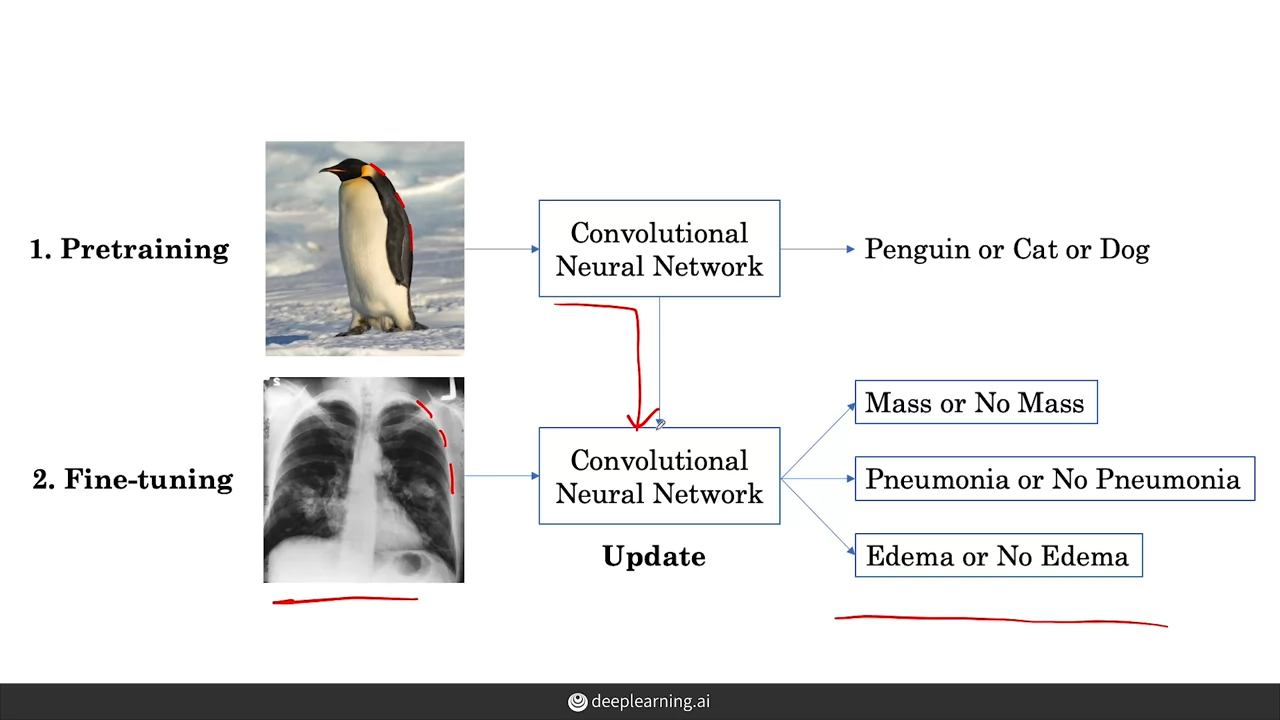 1. Pretraining
Convolutional
Neural Network
Penguin or Cat or Dog
2. Fine-tuning
Convolutional
Neural Network
Update
Mass or No Mass
Pneumonia or No Pneumonia
Edema or No Edema
deeplearning.ai